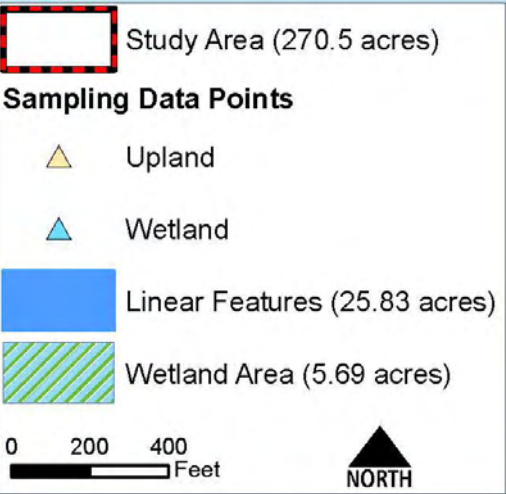 Study Area (270.5 acres)
Sampling Data Points
Upland
Wetland
Linear Features (25.83 acres)
Wetland Area (5.69 acres)
0 200 400
Feet
NORTH